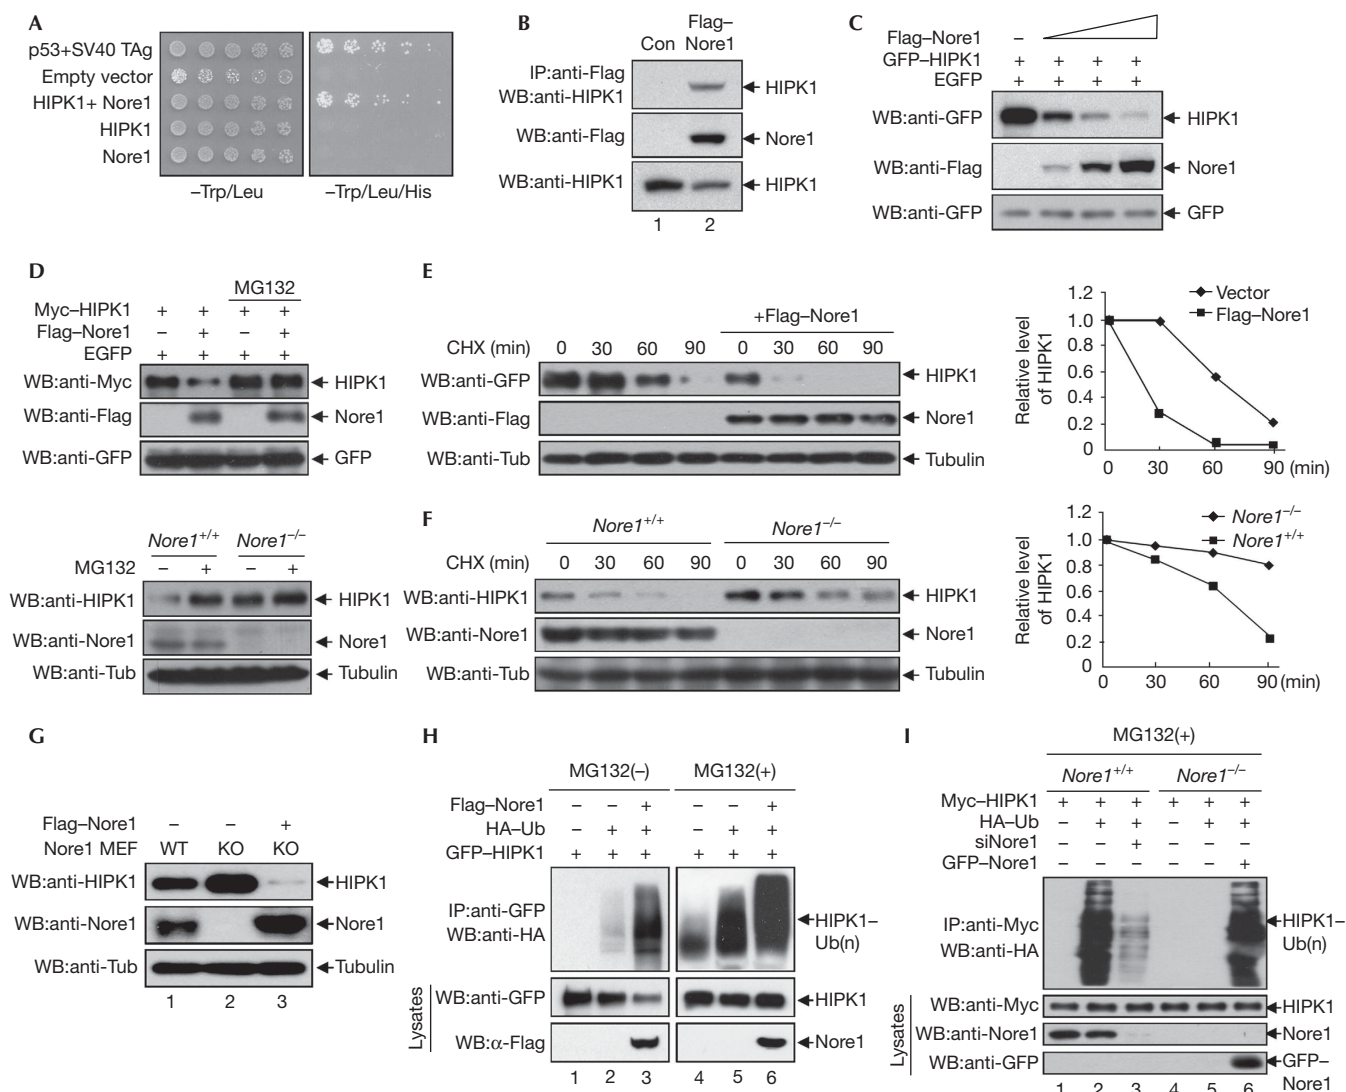 A
p53+SV40 TAg
Empty vector
HIPK1+ Nore1
HIPK1
Nore1
–Trp/Leu
–Trp/Leu/His
B
Flag–
Con Nore1
IP:anti-Flag
WB:anti-HIPK1
HIPK1
WB:anti-Flag
Nore1
WB:anti-HIPK1
HIPK1
1 2
C
Flag–Nore1 –
GFP–HIPK1 + + + +
EGFP + + + +
WB:anti-GFP
HIPK1
WB:anti-Flag
Nore1
WB:anti-GFP
GFP
D
MG132
Myc–HIPK1 + + + +
Flag–Nore1 – + – +
EGFP + + + +
WB:anti-Myc
HIPK1
WB:anti-Flag
Nore1
WB:anti-GFP
GFP
Nore1+/+ Nore1–/–
MG132 – + – +
WB:anti-HIPK1
HIPK1
WB:anti-Nore1
Nore1
WB:anti-Tub
Tubulin
E
+Flag–Nore1
CHX (min) 0 30 60 90 0 30 60 90
WB:anti-GFP
HIPK1
WB:anti-Flag
Nore1
WB:anti-Tub
Tubulin
Relative level
of HIPK1
1.2
1.0
0.8
0.6
0.4
0.2
0
0 30 60 90 (min)
Vector
Flag–Nore1
F
Nore1+/+ Nore1–/–
CHX (min) 0 30 60 90 0 30 60 90
WB:anti-HIPK1
HIPK1
WB:anti-Nore1
Nore1
WB:anti-Tub
Tubulin
Relative level
of HIPK1
1.2
1.0
0.8
0.6
0.4
0.2
0
0 30 60 90 (min)
Nore1–/–
Nore1+/+
G
Flag–Nore1 – – +
Nore1 MEF WT KO KO
WB:anti-HIPK1
HIPK1
WB:anti-Nore1
Nore1
WB:anti-Tub
Tubulin
1 2 3
H
MG132(–) MG132(+)
Flag–Nore1 – – + – – +
HA–Ub – + + – + +
GFP–HIPK1 + + + + + +
IP:anti-GFP
WB:anti-HA
HIPK1–
Ub(n)
Lysates
WB:anti-GFP
HIPK1
WB:α-Flag
Nore1
1 2 3 4 5 6
I
MG132(+)
Nore1+/+ Nore1–/–
Myc–HIPK1 + + + + + +
HA–Ub – + + – + +
siNore1 – – + – – –
GFP–Nore1 – – – – – +
IP:anti-Myc
WB:anti-HA
HIPK1–
Ub(n)
Lysates
WB:anti-Myc
HIPK1
WB:anti-Nore1
Nore1
WB:anti-GFP
GFP–
Nore1
1 2 3 4 5 6